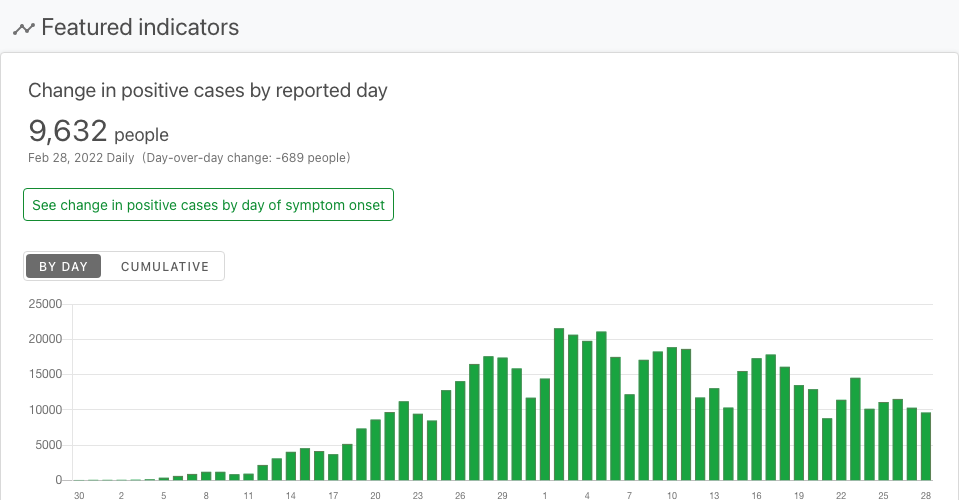 Featured indicators
Change in positive cases by reported day
9,632 people
Feb 28, 2022 Daily (Day-over-day change: -689 people)
See change in positive cases by day of symptom onset
BY DAY CUMULATIVE
25000
20000
15000
10000
5000
0
30 2 5 8 11 14 17 20 23 26 29 1 4 7 10 13 16 19 22 25 28